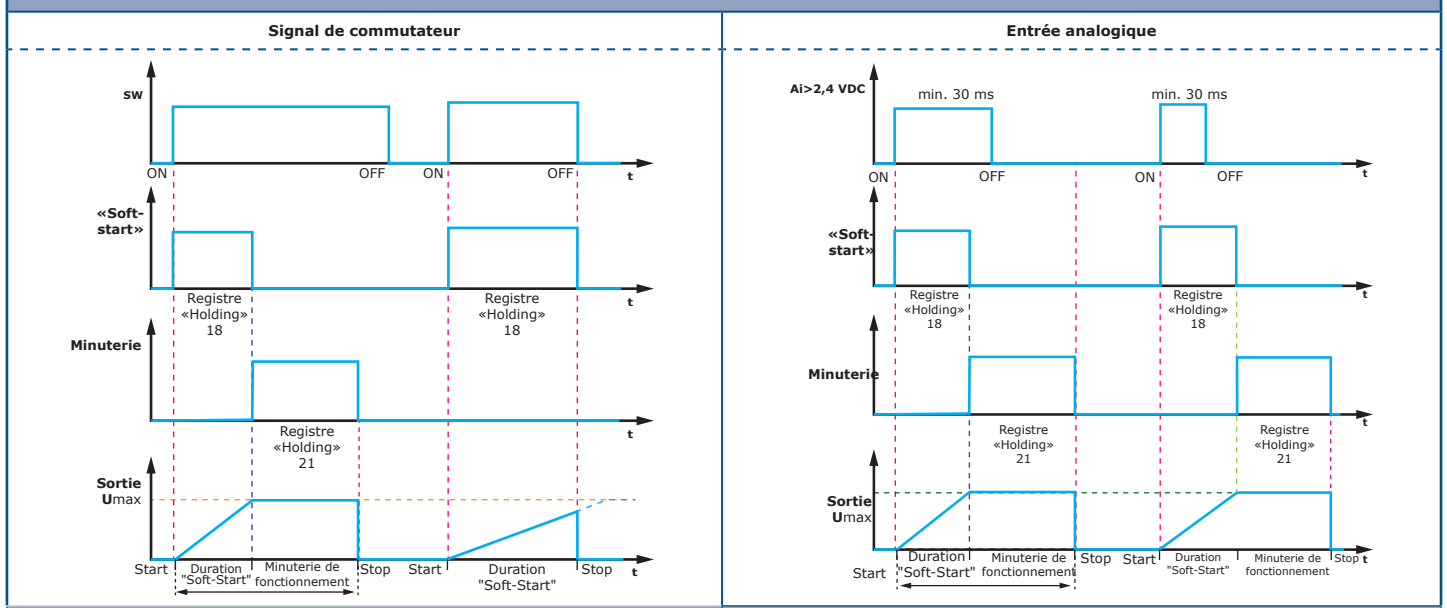 Signal de commutateur
sw
ON
OFF
ON
OFF
t
«Soft-
start»
Registre
«Holding»
18
Registre
«Holding»
18
t
Minuterie
Registre
«Holding»
21
t
Sortie
Umax
Start
Duration
"Soft-Start"
Minuterie de
fonctionnement
Stop
Start
Duration
"Soft-Start"
Stop
t
Entrée analogique
Ai>2,4 VDC
min. 30 ms
min. 30 ms
ON
OFF
ON
OFF
t
«Soft-
start»
Registre
«Holding»
18
Registre
«Holding»
18
t
Minuterie
Registre
«Holding»
21
Registre
«Holding»
21
t
Sortie
Umax
Start
Duration
"Soft-Start"
Minuterie de
fonctionnement
Stop
Start
Duration
"Soft-Start"
Minuterie de
fonctionnement
Stop
t